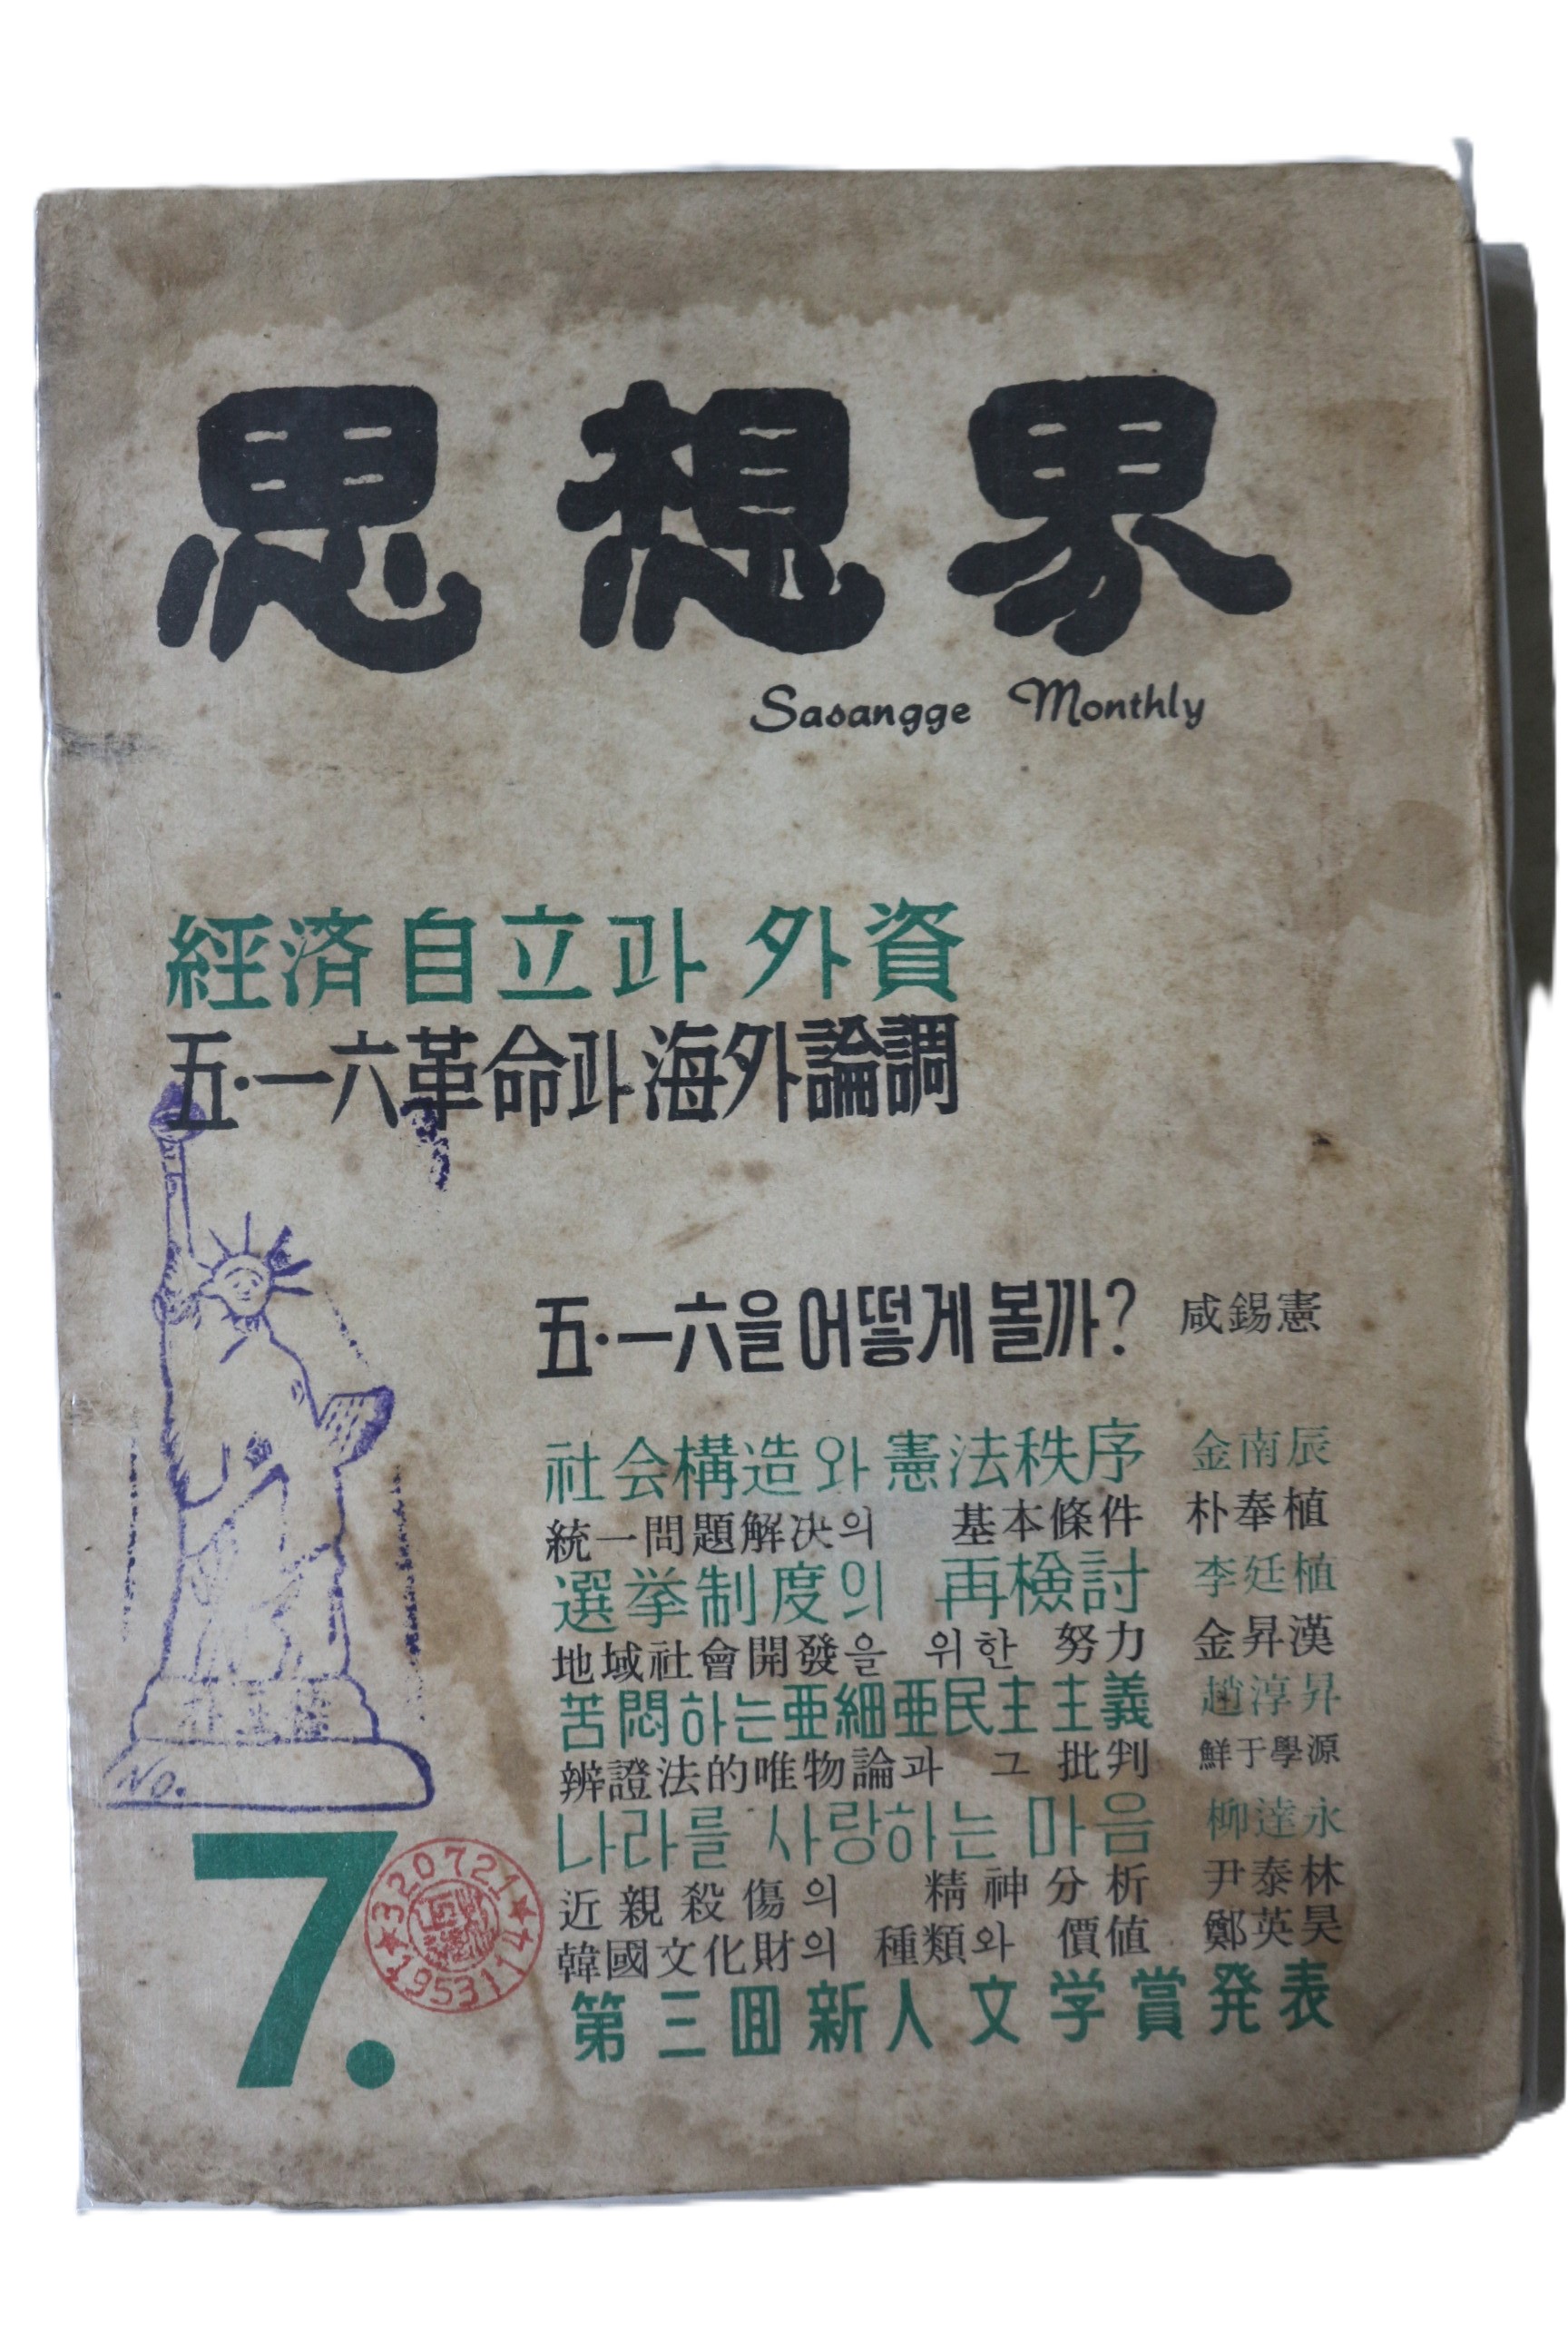 思想界
Sasangge Monthly
經済自立과 外資
五·一六革命과 海外論調
五·一六을 어떻게 볼까? 咸錫憲
社会構造와 憲法秩序 金南辰
統一問題解决의 基本條件 朴奉植
選挙制度의 再檢討 李廷植
地域社會開發을 위한 努力 金昇漢
苦悶하는 亜細亜民主主義 趙淳昇
辨證法的唯物論과 그 批判 鮮于學源
나라를 사랑하는 마음 柳達永
近親殺傷의 精神分析 尹泰林
韓國文化財의 種類와 價値 鄭英昊
第三回新人文学賞発表
No.
7.
320721
1953117